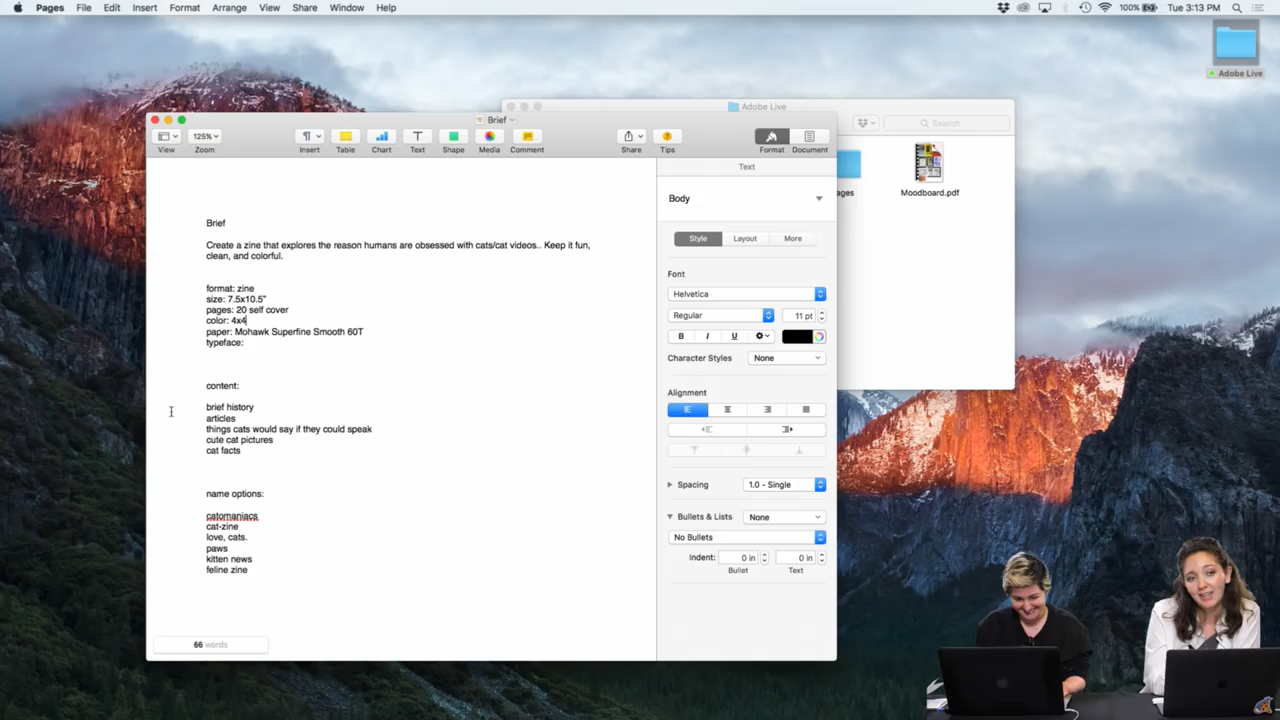 Pages File Edit Insert Format Arrange View Share Window Help
100% Tue 3:13 PM
Adobe Live
Adobe Live
Search
ages
Moodboard.pdf
Brief
125%
View Zoom Insert Table Chart Text Shape Media Comment Share Tips Format Document
Brief
Create a zine that explores the reason humans are obsessed with cats/cat videos.. Keep it fun,
clean, and colorful.
format: zine
size: 7.5x10.5"
pages: 20 self cover
color: 4x4
paper: Mohawk Superfine Smooth 60T
typeface:
content:
brief history
articles
things cats would say if they could speak
cute cat pictures
cat facts
name options:
catomaniacs
cat-zine
love, cats.
paws
kitten news
feline zine
66 words
Text
Body
Style Layout More
Font
Helvetica
Regular 11 pt
B I U
Character Styles None
Alignment
Spacing 1.0 - Single
Bullets & Lists None
No Bullets
Indent: 0 in 0 in
Bullet Text